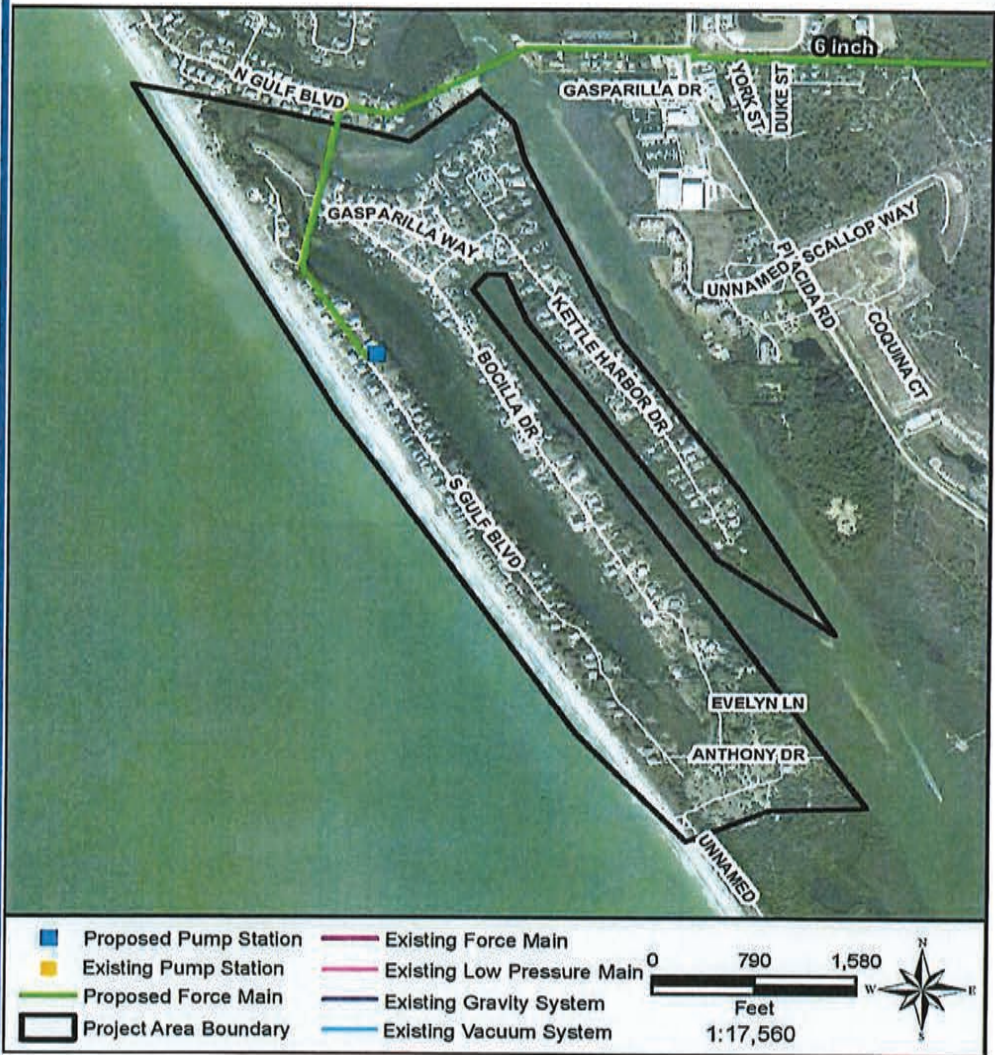 6 inch
N GULF BLVD
GASPARILLA DR
YORK ST
DUKE ST
GASPARILLA WAY
UNNAMED
SCALLOP WAY
PLACIDA RD
COQUINA CT
KETTLE HARBOR DR
BOCILLA DR
S GULF BLVD
EVELYN LN
ANTHONY DR
UNNAMED
Proposed Pump Station
Existing Pump Station
Proposed Force Main
Project Area Boundary
Existing Force Main
Existing Low Pressure Main
Existing Gravity System
Existing Vacuum System
0 790 1,580
Feet
1:17,560
N
W
E
S